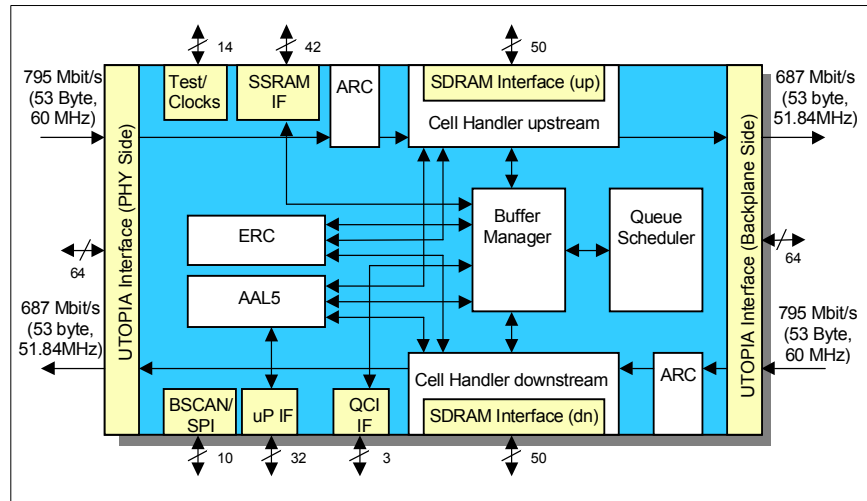 14
42
50
795 Mbit/s
(53 Byte,
60 MHz)
Test/
Clocks
SSRAM
IF
ARC
SDRAM Interface (up)
Cell Handler upstream
687 Mbit/s
(53 byte,
51.84MHz)
UTOPIA Interface (PHY Side)
UTOPIA Interface (Backplane Side)
ERC
Buffer
Manager
Queue
Scheduler
64
64
AAL5
687 Mbit/s
(53 byte,
51.84MHz)
795 Mbit/s
(53 Byte,
60 MHz)
Cell Handler downstream
ARC
BSCAN/
SPI
uP IF
QCI
IF
SDRAM Interface (dn)
10
32
3
50